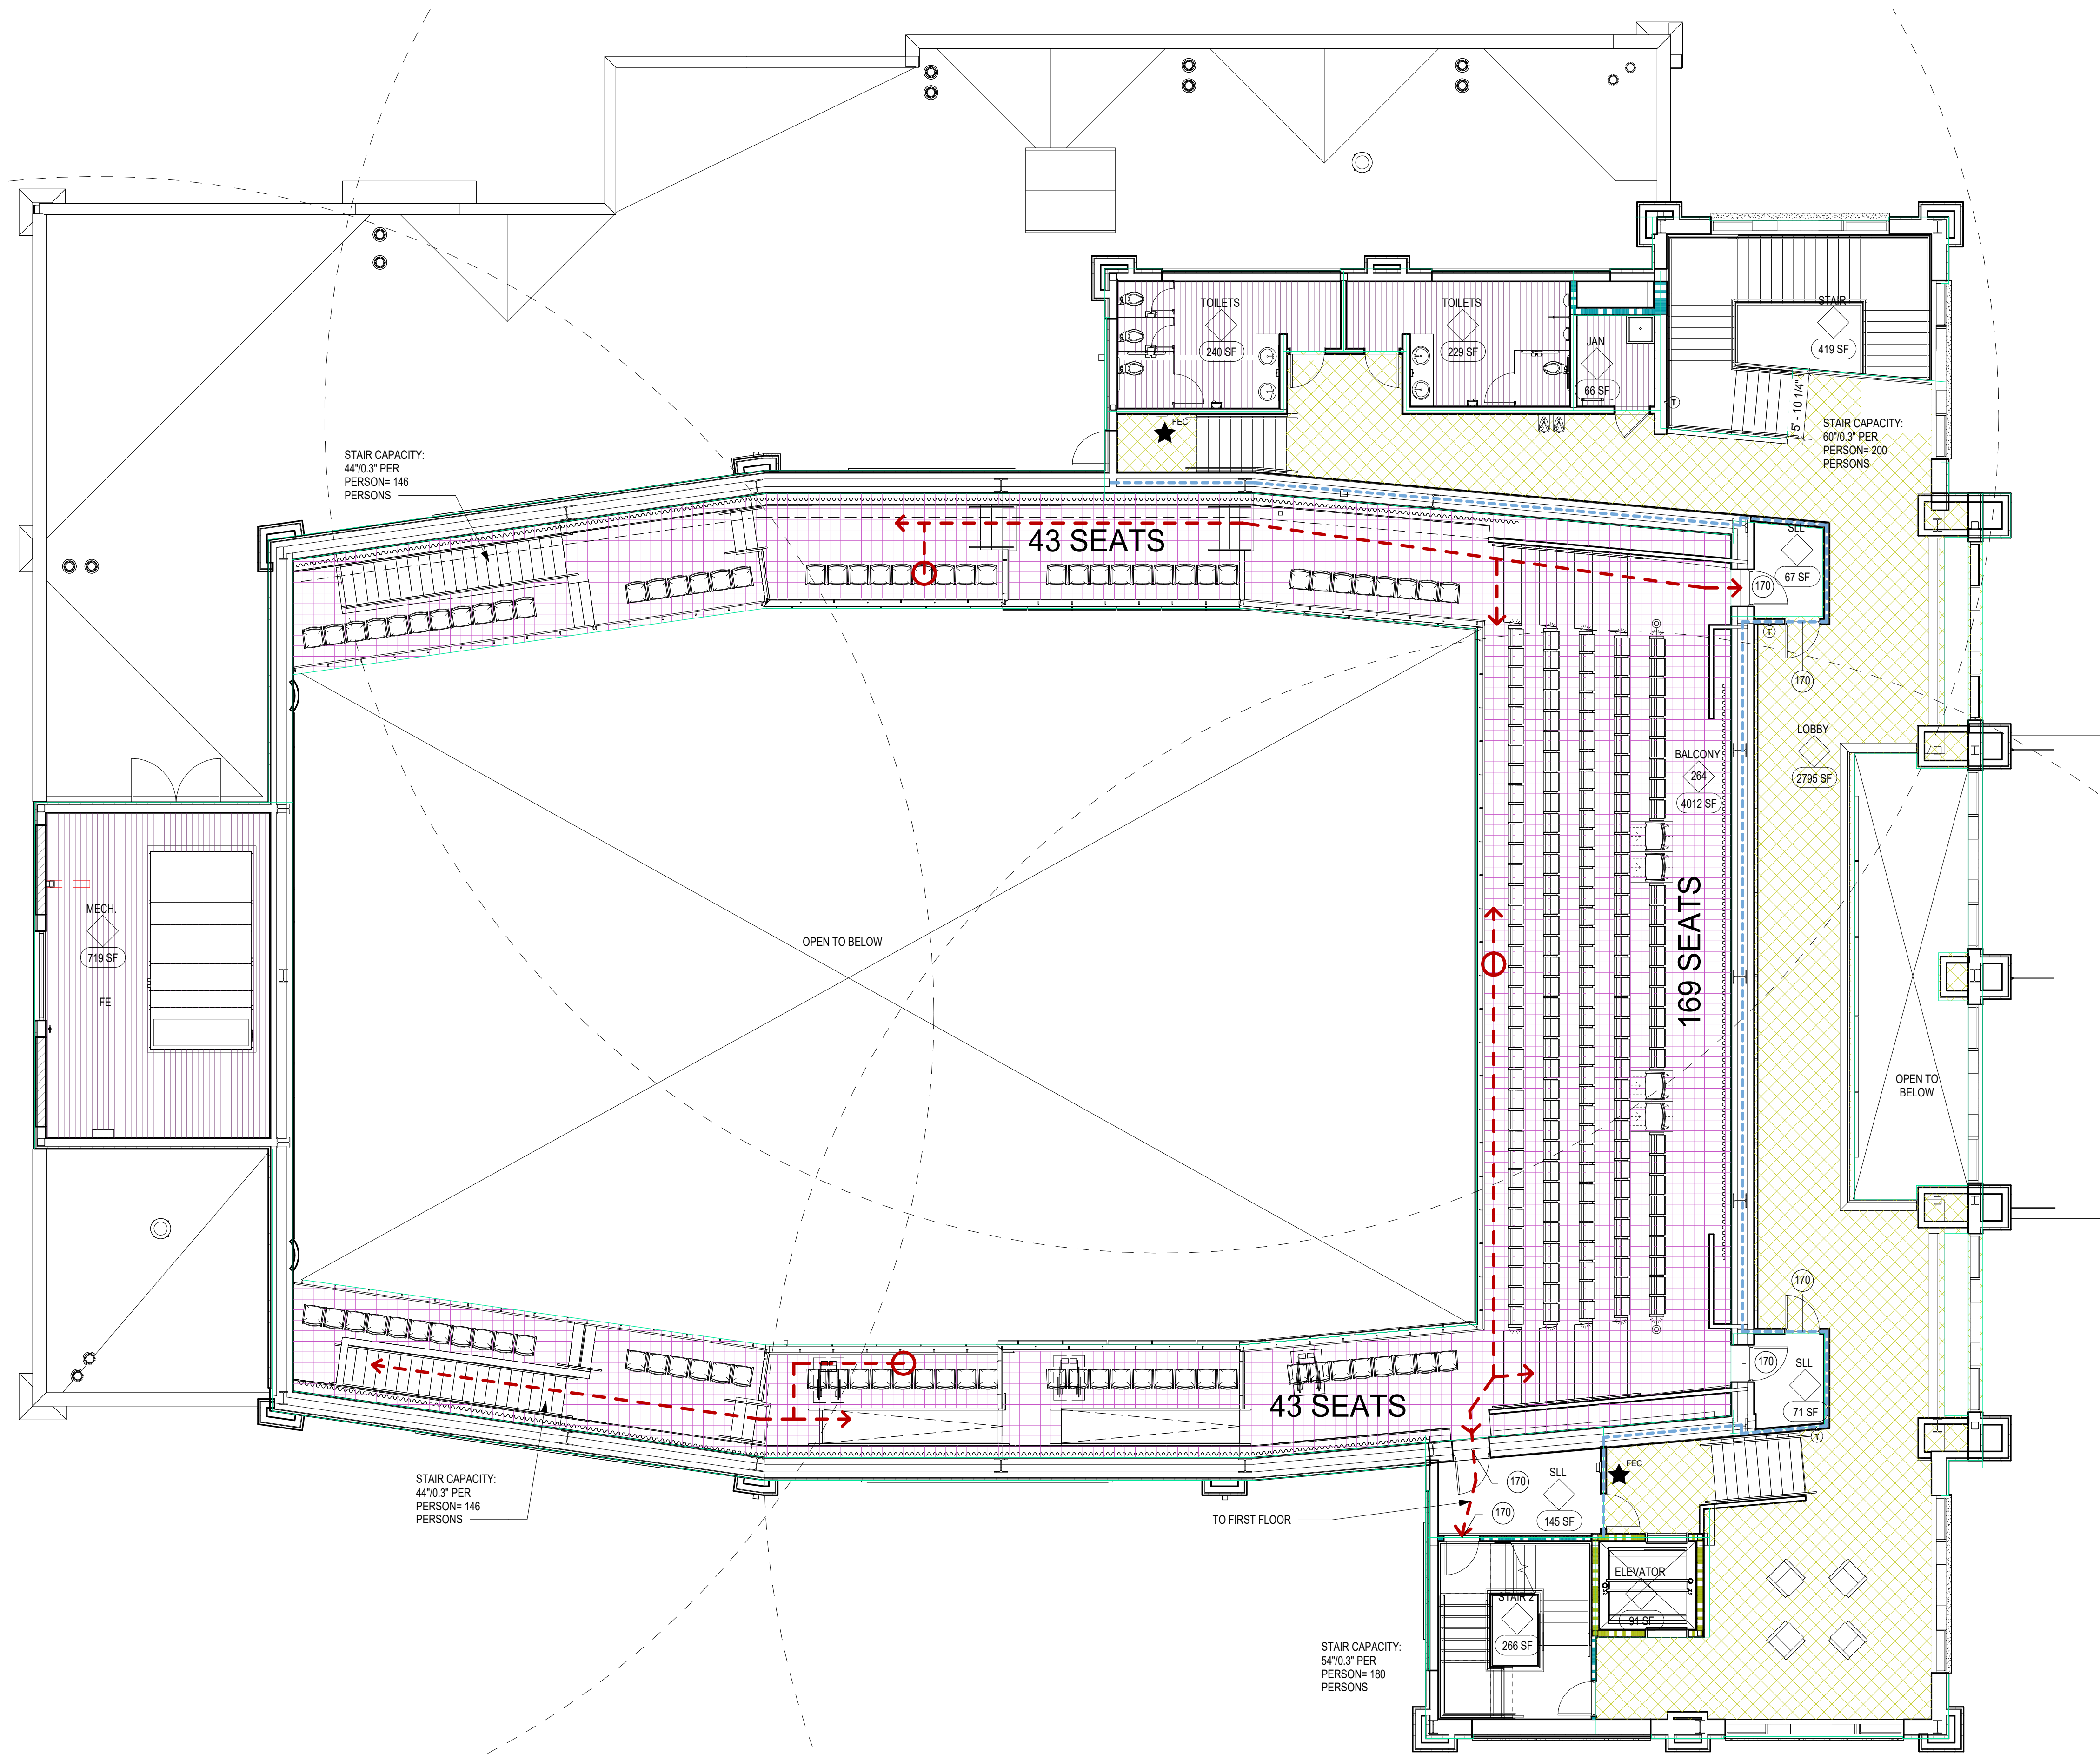 TOILETS
240 SF
TOILETS
229 SF
JAN
66 SF
STAIR
419 SF
5' - 10 1/4"
T
FEC
STAIR CAPACITY:
60"/0.3" PER
PERSON= 200
PERSONS
STAIR CAPACITY:
44"/0.3" PER
PERSON= 146
PERSONS
43 SEATS
SLL
67 SF
170
T
170
LOBBY
2795 SF
BALCONY
264
4012 SF
169 SEATS
MECH.
719 SF
FE
OPEN TO BELOW
OPEN TO
BELOW
170
170
SLL
71 SF
T
43 SEATS
STAIR CAPACITY:
44"/0.3" PER
PERSON= 146
PERSONS
FEC
SLL
145 SF
170
170
TO FIRST FLOOR
ELEVATOR
91 SF
STAIR 2
266 SF
STAIR CAPACITY:
54"/0.3" PER
PERSON= 180
PERSONS